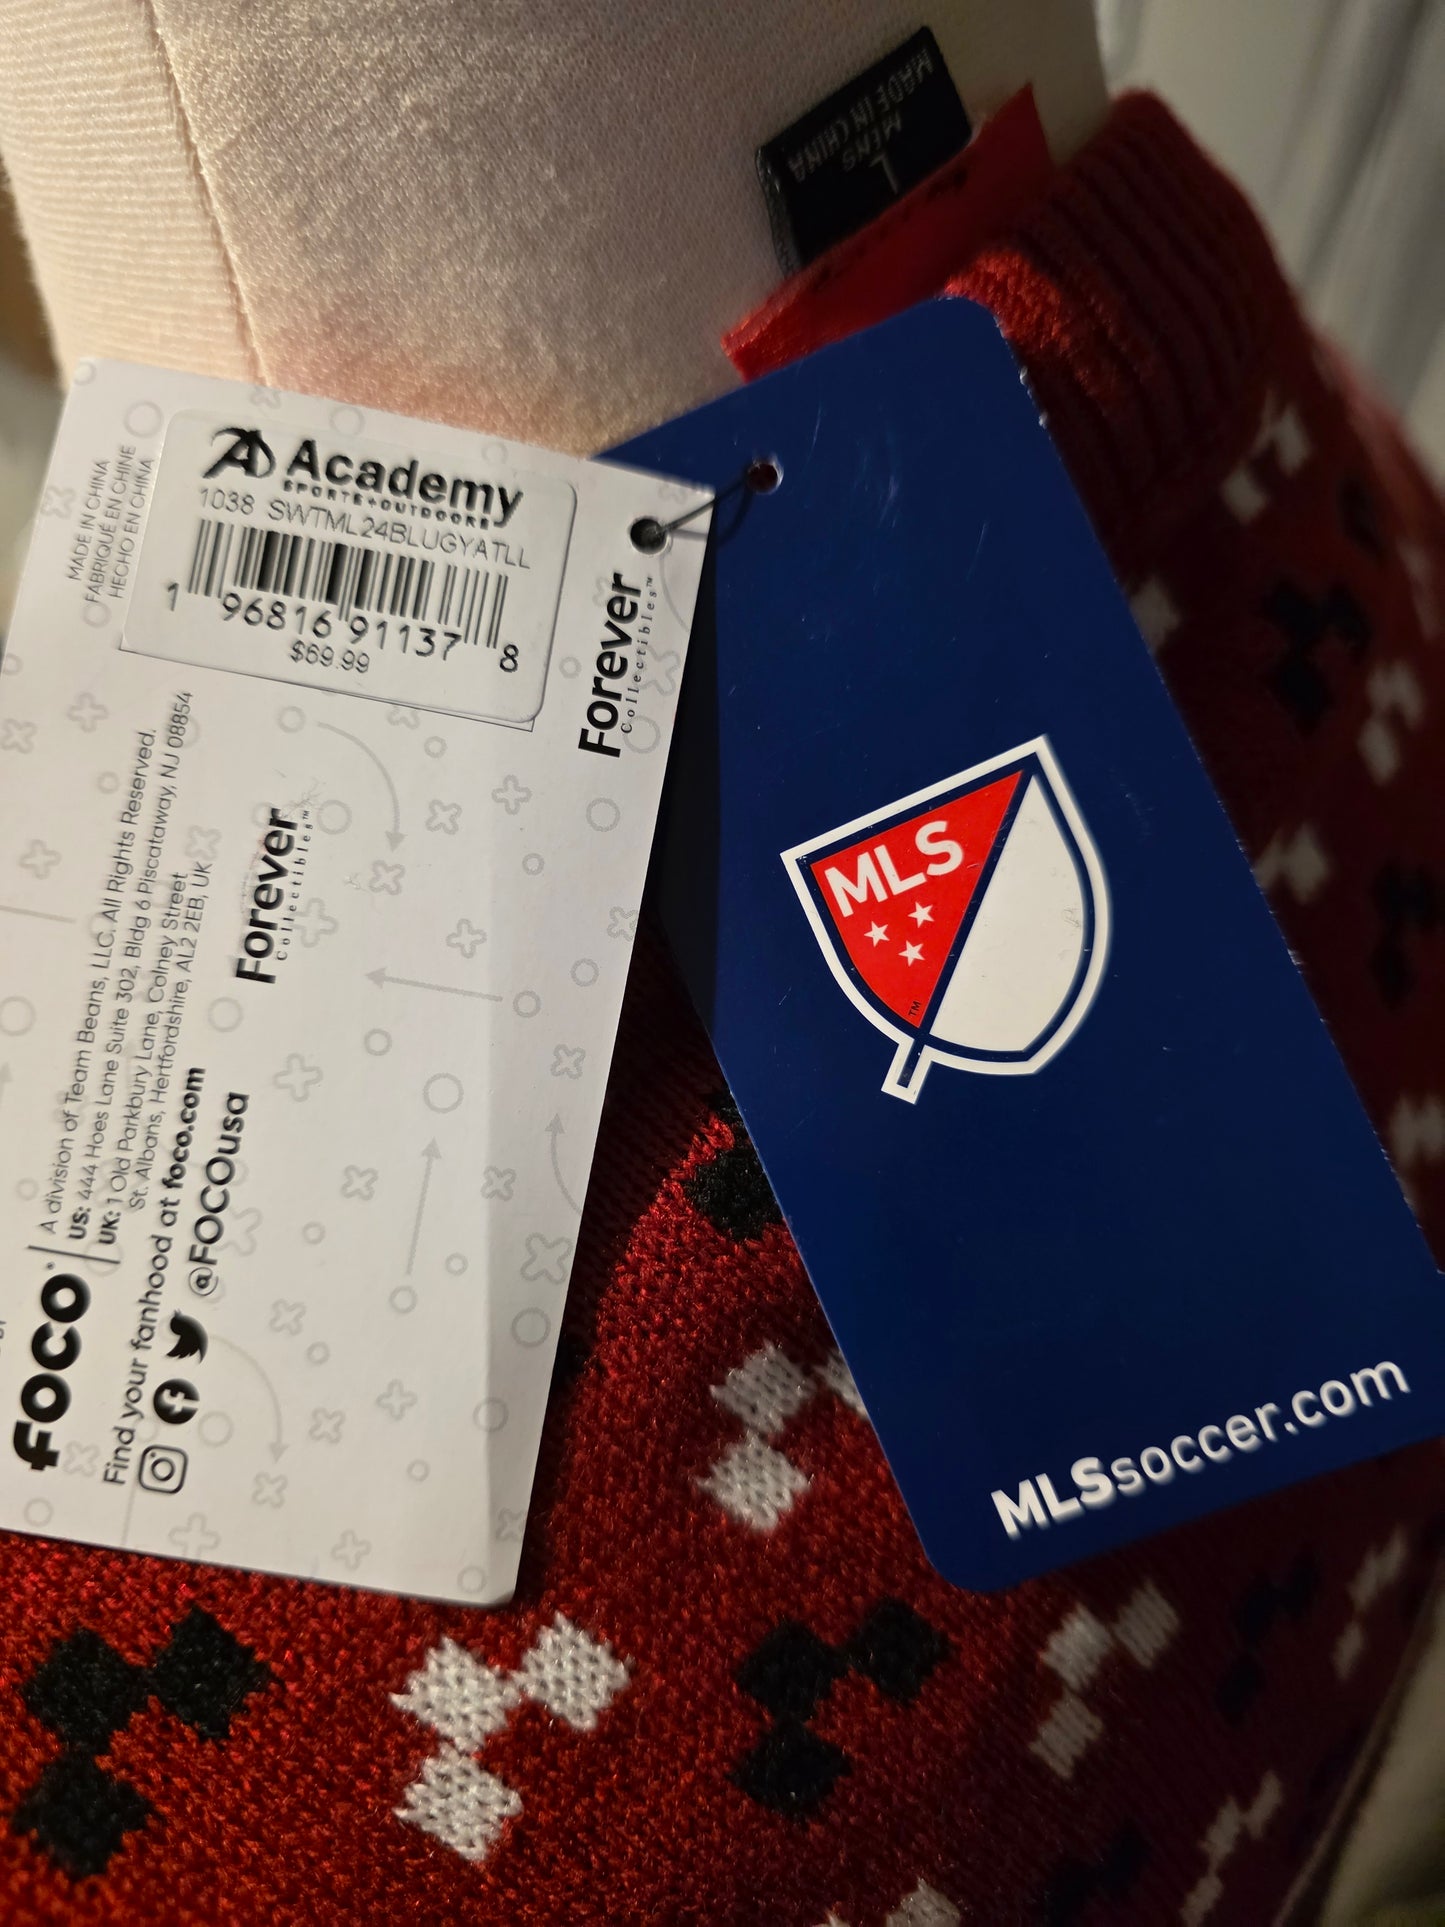 MADE IN CHINA
MENS
L
Academy
SPORTS+OUTDOORS
1038 SWTML24BLUGYATLL
1 96816 91137 8
$69.99
MADE IN CHINA
FABRIQUÉ EN CHINE
HECHO EN CHINA
Forever
Collectibles™
Forever
Collectibles™
foco
A division of Team Beans, LLC. All Rights Reserved.
US: 444 Hoes Lane Suite 302, Bldg 6 Piscataway, NJ 08854
UK: 1 Old Parkbury Lane, Colney Street
St. Albans, Hertfordshire, AL2 2EB, UK
Find your fanhood at foco.com
@FOCOusa
MLS
TM
MLSsoccer.com